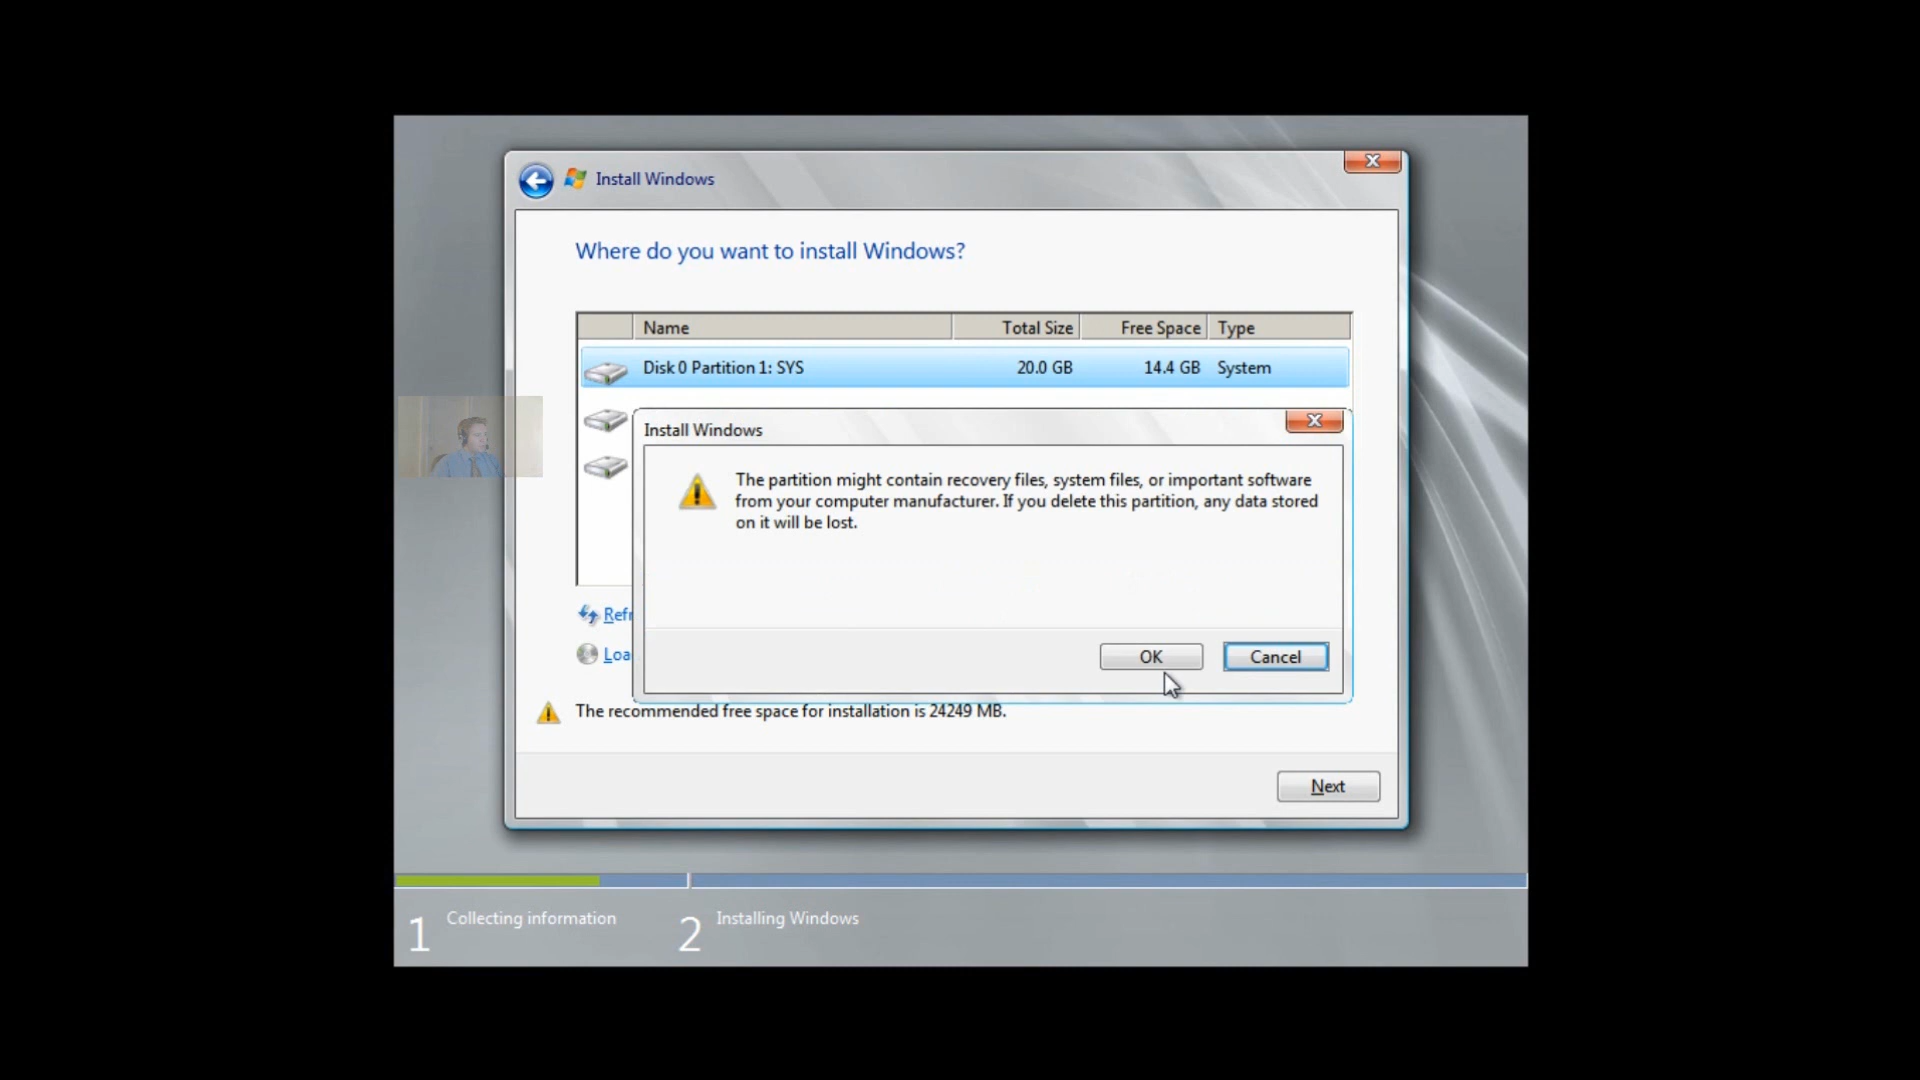 Install Windows
Where do you want to install Windows?
Name Total Size Free Space Type
Disk 0 Partition 1: SYS 20.0 GB 14.4 GB System
Install Windows
The partition might contain recovery files, system files, or important software
from your computer manufacturer. If you delete this partition, any data stored
on it will be lost.
Refr
OK Cancel
Loa
The recommended free space for installation is 24249 MB.
Next
1 Collecting information 2 Installing Windows